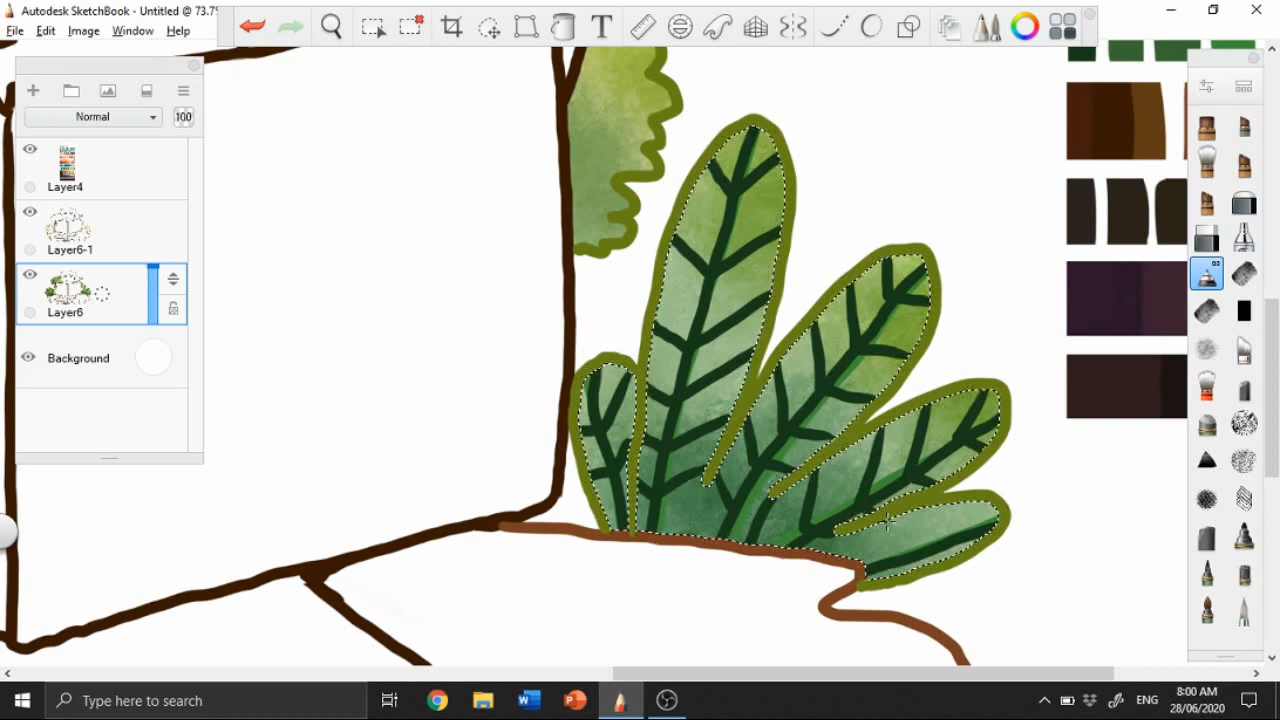 Autodesk SketchBook - Untitled @ 73.7%
File Edit Image Window Help
Normal 100
Layer4
Layer6-1
Layer6
Background
Type here to search
ENG
8:00 AM
28/06/2020